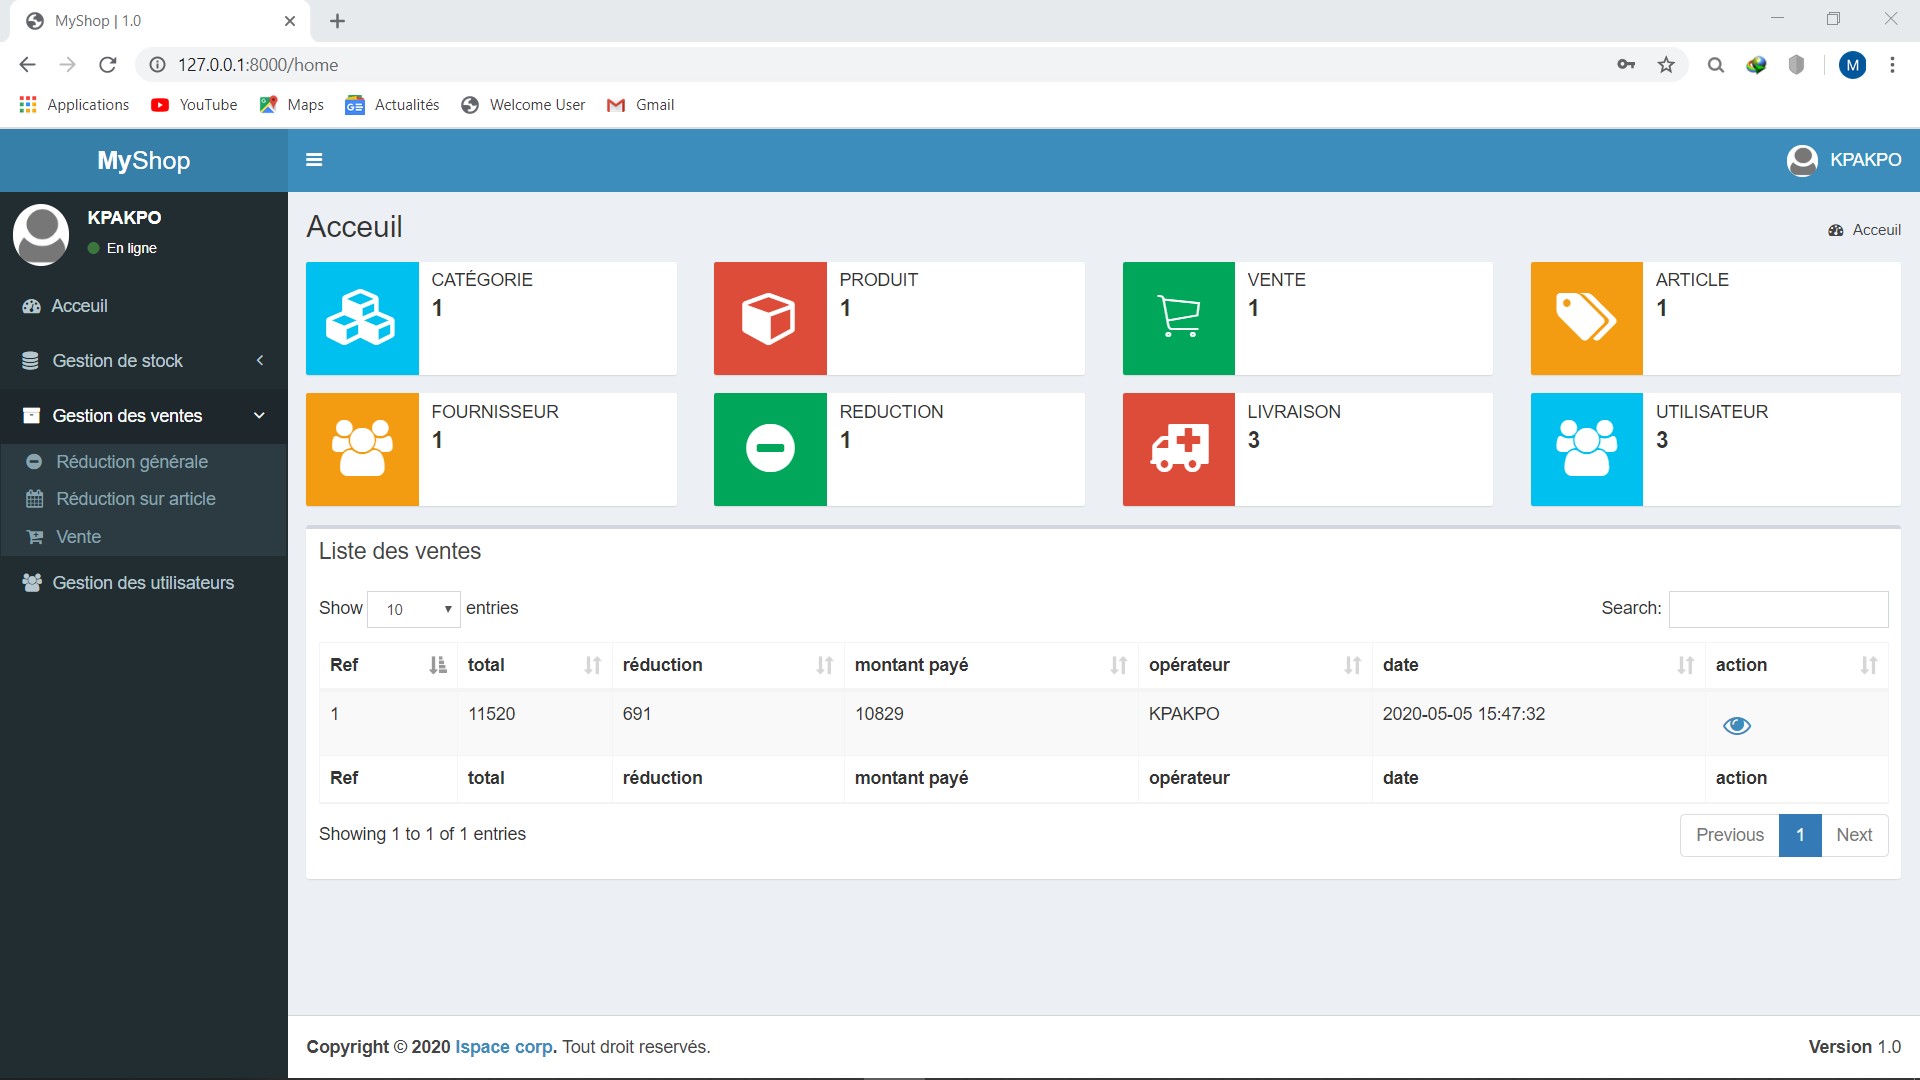 MyShop | 1.0
127.0.0.1:8000/home
M
Applications YouTube Maps Actualités Welcome User Gmail
MyShop
KPAKPO
KPAKPO
En ligne
Acceuil
Gestion de stock
Gestion des ventes
Réduction générale
Réduction sur article
Vente
Gestion des utilisateurs
Acceuil
Acceuil
CATÉGORIE
1
PRODUIT
1
VENTE
1
ARTICLE
1
FOURNISSEUR
1
REDUCTION
1
LIVRAISON
3
UTILISATEUR
3
Liste des ventes
Show 10 entries
Search:
Ref total réduction montant payé opérateur date action
1 11520 691 10829 KPAKPO 2020-05-05 15:47:32
Ref total réduction montant payé opérateur date action
Showing 1 to 1 of 1 entries
Previous 1 Next
Copyright © 2020 Ispace corp. Tout droit reservés.
Version 1.0